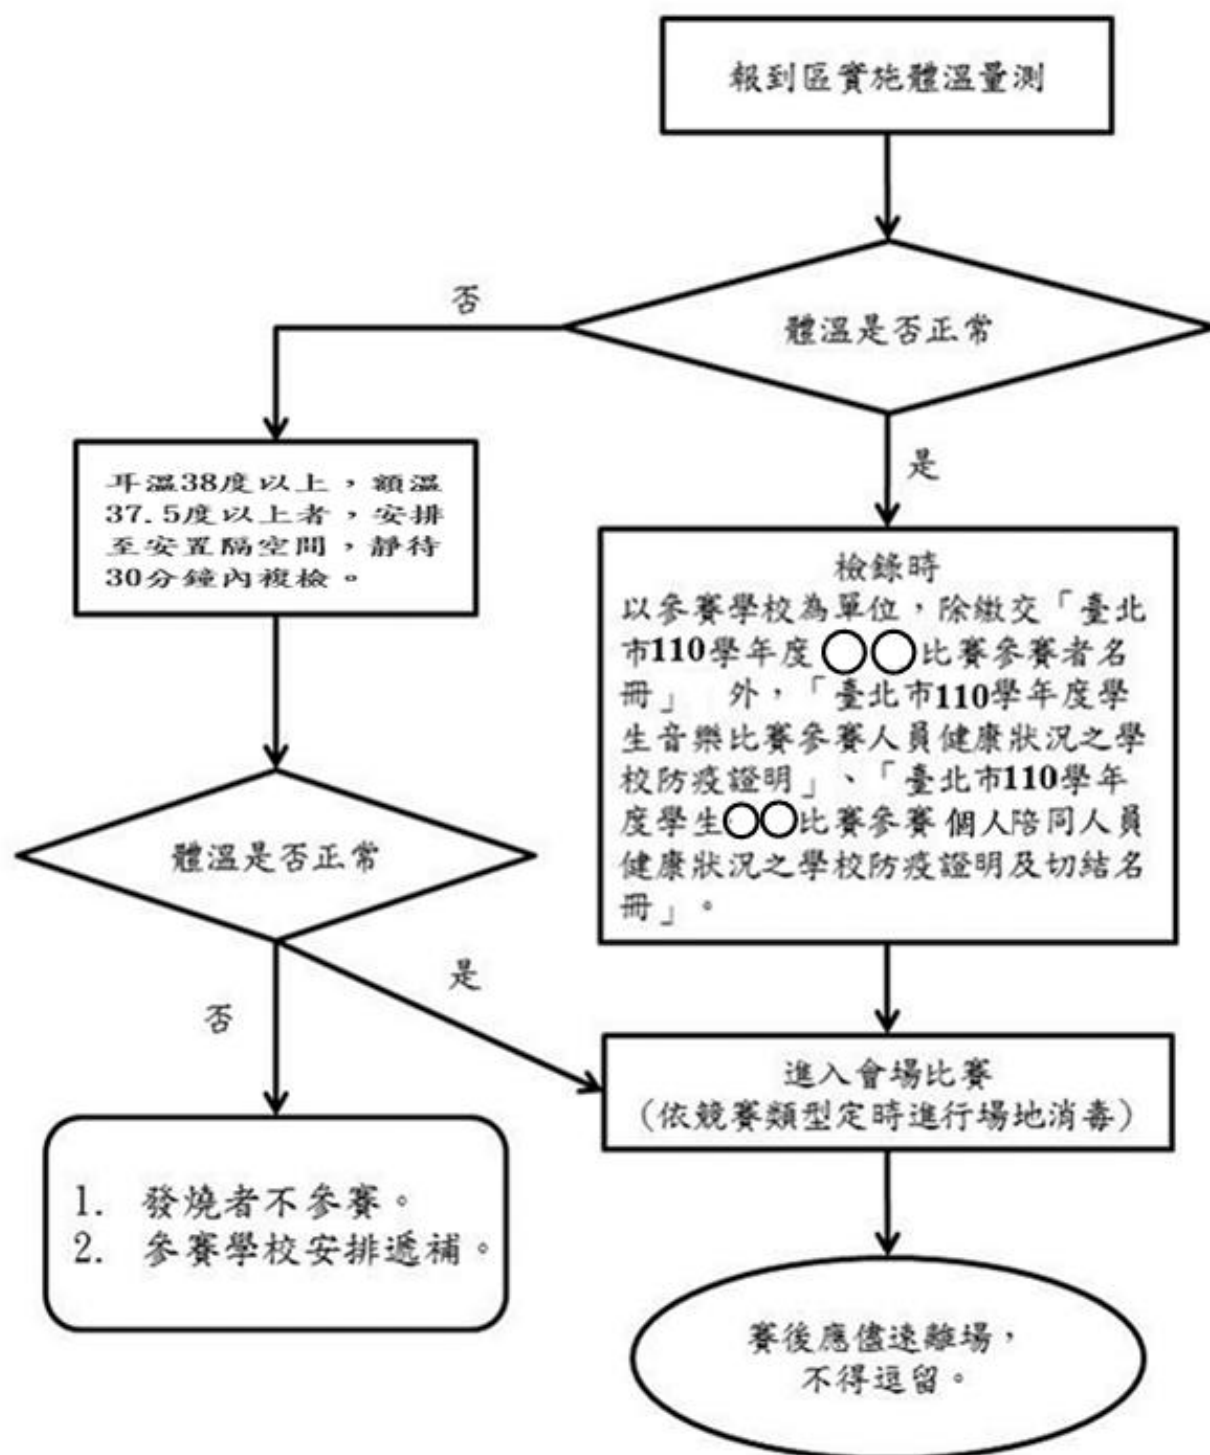 報到區實施體溫量測
體溫是否正常
否
是
耳溫38度以上，額溫
37.5度以上者，安排
至安置隔空間，靜待
30分鐘內複檢。
檢錄時
以參賽學校為單位，除繳交「臺北
市110學年度○○比賽參賽者名
冊」 外，「臺北市110學年度學
生音樂比賽參賽人員健康狀況之學
校防疫證明」、「臺北市110學年
度學生○○比賽參賽個人陪同人員
健康狀況之學校防疫證明及切結名
冊」。
體溫是否正常
是
否
進入會場比賽
（依競賽類型定時進行場地消毒）
1. 發燒者不參賽。
2. 參賽學校安排遞補。
賽後應儘速離場，
不得逗留。